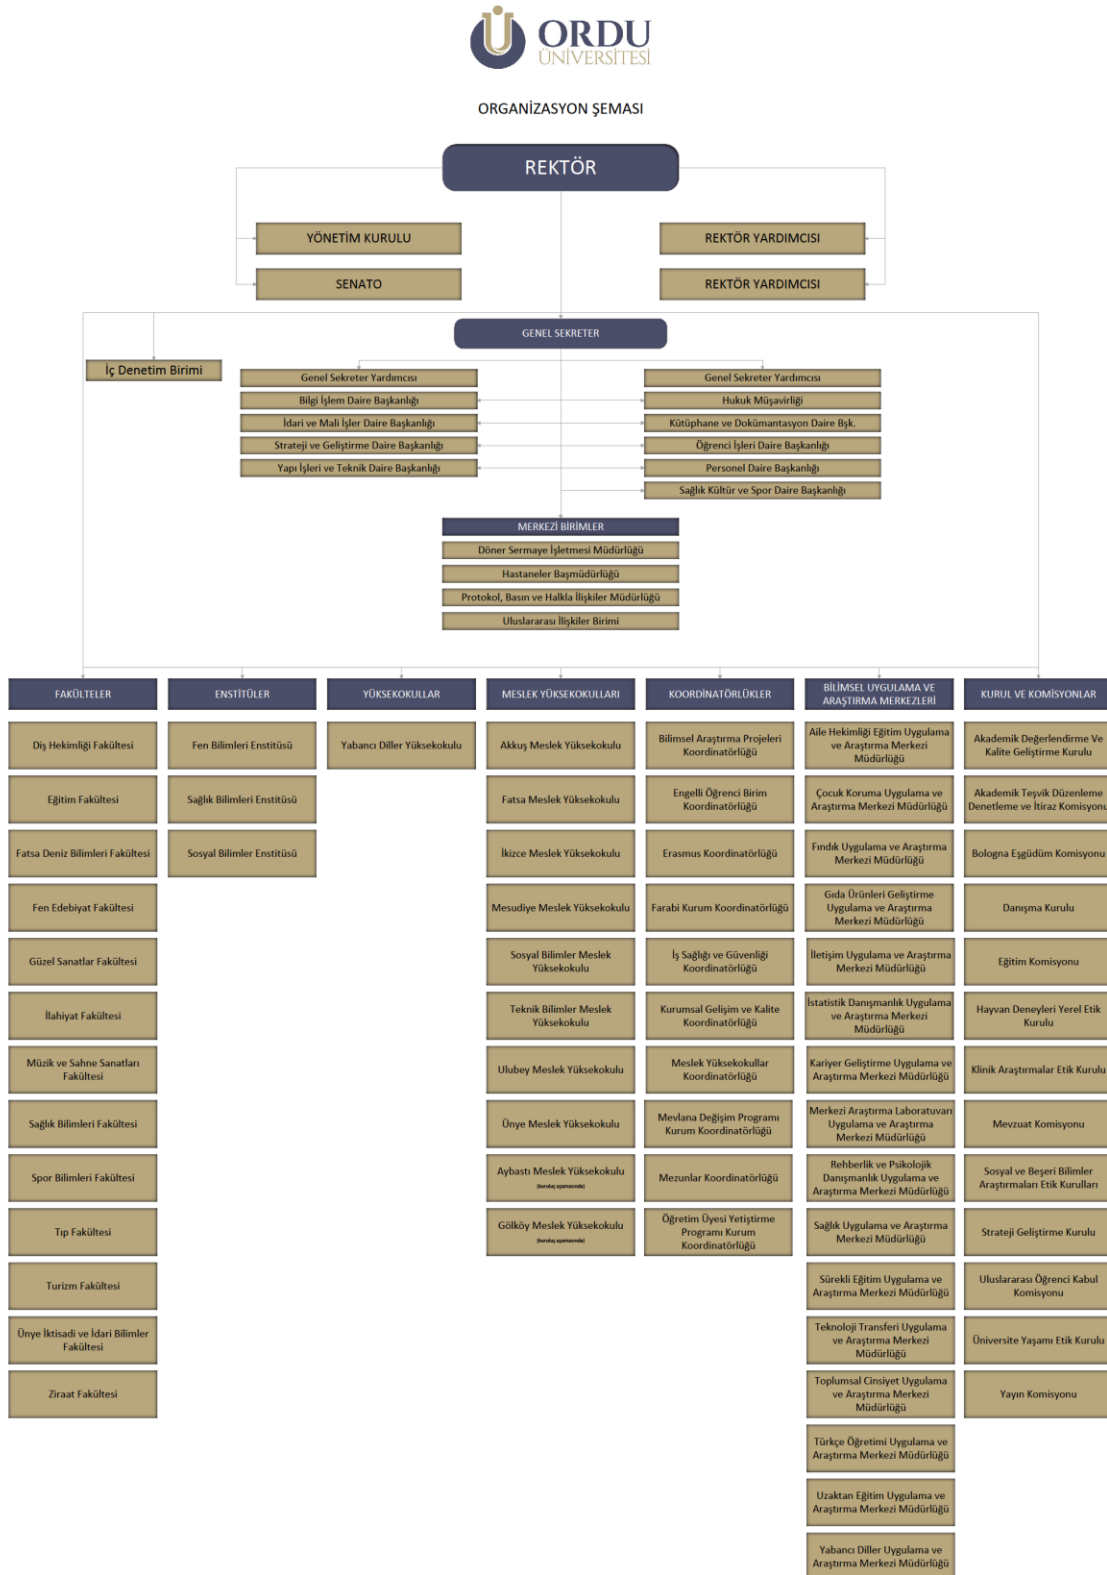 ORDU
ÜNİVERSİTESİ
ORGANİZASYON ŞEMASI
REKTÖR
YÖNETİM KURULU
REKTÖR YARDIMCISI
SENATO
REKTÖR YARDIMCISI
GENEL SEKRETER
İç Denetim Birimi
Genel Sekreter Yardımcısı
Genel Sekreter Yardımcısı
Bilgi İşlem Daire Başkanlığı
Hukuk Müşavirliği
İdari ve Mali İşler Daire Başkanlığı
Kütüphane ve Dokümantasyon Daire Bşk.
Strateji ve Geliştirme Daire Başkanlığı
Öğrenci İşleri Daire Başkanlığı
Yapı İşleri ve Teknik Daire Başkanlığı
Personel Daire Başkanlığı
Sağlık Kültür ve Spor Daire Başkanlığı
MERKEZİ BİRİMLER
Döner Sermaye İşletmesi Müdürlüğü
Hastaneler Başmüdürlüğü
Protokol, Basın ve Halkla İlişkiler Müdürlüğü
Uluslararası İlişkiler Birimi
FAKÜLTELER
Diş Hekimliği Fakültesi
Eğitim Fakültesi
Fatsa Deniz Bilimleri Fakültesi
Fen Edebiyat Fakültesi
Güzel Sanatlar Fakültesi
İlahiyat Fakültesi
Müzik ve Sahne Sanatları
Fakültesi
Sağlık Bilimleri Fakültesi
Spor Bilimleri Fakültesi
Tıp Fakültesi
Turizm Fakültesi
Ünye İktisadi ve İdari Bilimler
Fakültesi
Ziraat Fakültesi
ENSTİTÜLER
Fen Bilimleri Enstitüsü
Sağlık Bilimleri Enstitüsü
Sosyal Bilimler Enstitüsü
YÜKSEKOKULLAR
Yabancı Diller Yüksekokulu
MESLEK YÜKSEKOKULLARI
Akkuş Meslek Yüksekokulu
Fatsa Meslek Yüksekokulu
İkizce Meslek Yüksekokulu
Mesudiye Meslek Yüksekokulu
Sosyal Bilimler Meslek
Yüksekokulu
Teknik Bilimler Meslek
Yüksekokulu
Ulubey Meslek Yüksekokulu
Ünye Meslek Yüksekokulu
Aybastı Meslek Yüksekokulu
(kuruluş aşamasında)
Gölköy Meslek Yüksekokulu
(kuruluş aşamasında)
KOORDİNATÖRLÜKLER
Bilimsel Araştırma Projeleri
Koordinatörlüğü
Engelli Öğrenci Birim
Koordinatörlüğü
Erasmus Koordinatörlüğü
Farabi Kurum Koordinatörlüğü
İş Sağlığı ve Güvenliği
Koordinatörlüğü
Kurumsal Gelişim ve Kalite
Koordinatörlüğü
Meslek Yüksekokullar
Koordinatörlüğü
Mevlana Değişim Programı
Kurum Koordinatörlüğü
Mezunlar Koordinatörlüğü
Öğretim Üyesi Yetiştirme
Programı Kurum
Koordinatörlüğü
BİLİMSEL UYGULAMA VE
ARAŞTIRMA MERKEZLERİ
Aile Hekimliği Eğitim Uygulama
ve Araştırma Merkezi
Müdürlüğü
Çocuk Koruma Uygulama ve
Araştırma Merkezi Müdürlüğü
Fındık Uygulama ve Araştırma
Merkezi Müdürlüğü
Gıda Ürünleri Geliştirme
Uygulama ve Araştırma
Merkezi Müdürlüğü
İletişim Uygulama ve Araştırma
Merkezi Müdürlüğü
İstatistik Danışmanlık Uygulama
ve Araştırma Merkezi
Müdürlüğü
Kariyer Geliştirme Uygulama ve
Araştırma Merkezi Müdürlüğü
Merkezi Araştırma Laboratuvarı
Uygulama ve Araştırma
Merkezi Müdürlüğü
Rehberlik ve Psikolojik
Danışmanlık Uygulama ve
Araştırma Merkezi Müdürlüğü
Sağlık Uygulama ve Araştırma
Merkezi Müdürlüğü
Sürekli Eğitim Uygulama ve
Araştırma Merkezi Müdürlüğü
Teknoloji Transferi Uygulama
ve Araştırma Merkezi
Müdürlüğü
Toplumsal Cinsiyet Uygulama
ve Araştırma Merkezi
Müdürlüğü
Türkçe Öğretimi Uygulama ve
Araştırma Merkezi Müdürlüğü
Uzaktan Eğitim Uygulama ve
Araştırma Merkezi Müdürlüğü
Yabancı Diller Uygulama ve
Araştırma Merkezi Müdürlüğü
KURUL VE KOMİSYONLAR
Akademik Değerlendirme Ve
Kalite Geliştirme Kurulu
Akademik Teşvik Düzenleme
Denetleme ve İtiraz Komisyonu
Bologna Eşgüdüm Komisyonu
Danışma Kurulu
Eğitim Komisyonu
Hayvan Deneyleri Yerel Etik
Kurulu
Klinik Araştırmalar Etik Kurulu
Mevzuat Komisyonu
Sosyal ve Beşeri Bilimler
Araştırmaları Etik Kurulları
Strateji Geliştirme Kurulu
Uluslararası Öğrenci Kabul
Komisyonu
Üniversite Yaşamı Etik Kurulu
Yayın Komisyonu